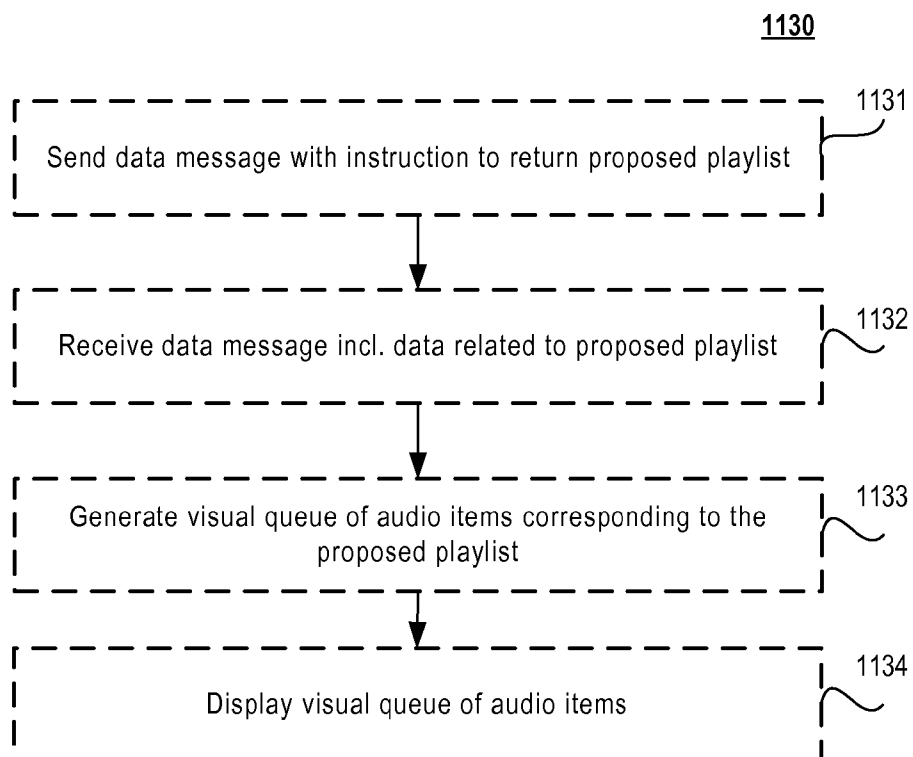 1130
1131
Send data message with instruction to return proposed playlist
1132
Receive data message incl. data related to proposed playlist
1133
Generate visual queue of audio items corresponding to the
proposed playlist
1134
Display visual queue of audio items